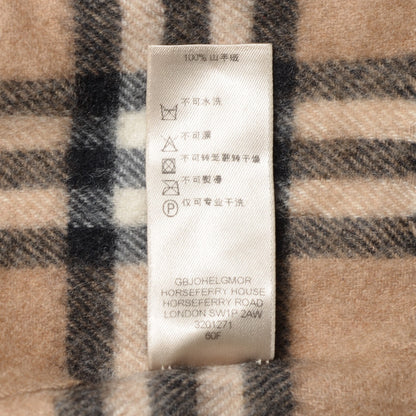 100% 山羊绒
不可水洗
不可漂
不可转笼翻转干燥
不可熨燙
仅可专业干洗
P
GBJOHELGMOR
HORSEFERRY HOUSE
HORSEFERRY ROAD
LONDON SW1P 2AW
3201271
60F